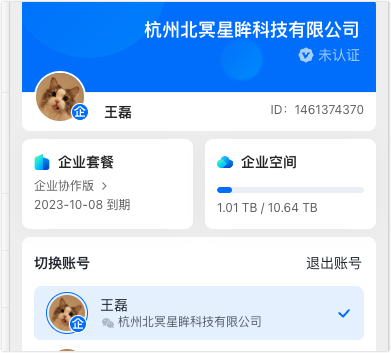 杭州北冥星眸科技有限公司
未认证
企
王磊
ID：1461374370
企业套餐
企业空间
企业协作版 >
2023-10-08 到期
1.01 TB / 10.64 TB
切换账号
退出账号
王磊
企
杭州北冥星眸科技有限公司